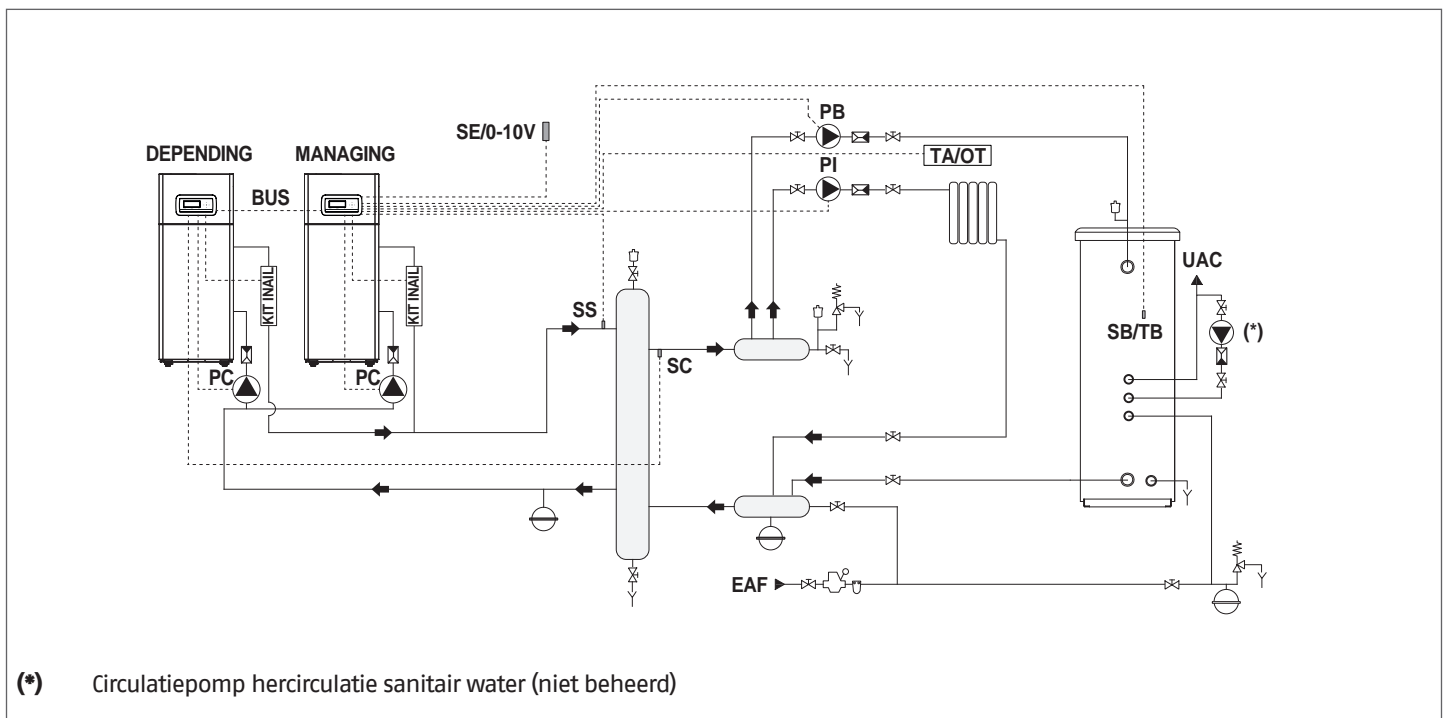 PB
SE/0-10V
DEPENDING MANAGING
TA/OT
PI
BUS
UAC
KIT INAIL KIT INAIL
SS
SB/TB (*)
SC
PC PC
EAF
(*) Circulatiepomp hercirculatie sanitair water (niet beheerd)